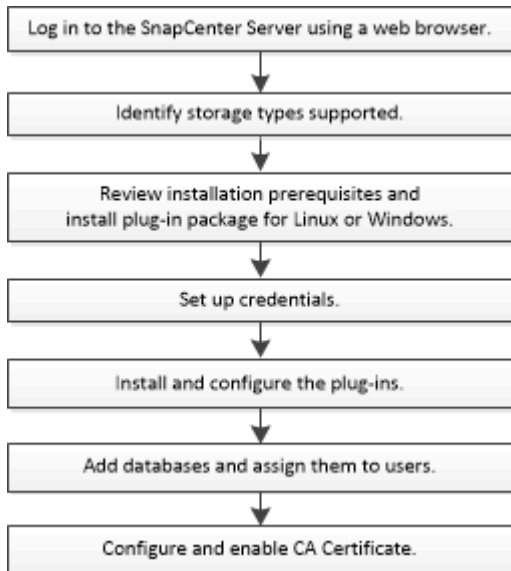 Log in to the SnapCenter Server using a web browser.
Identify storage types supported.
Review installation prerequisites and
install plug-in package for Linux or Windows.
Set up credentials.
Install and configure the plug-ins.
Add databases and assign them to users.
Configure and enable CA Certificate.